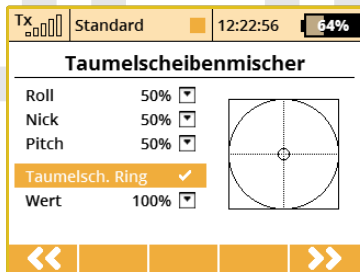 Tx Standard 12:22:56 64%
Taumelscheibenmischer
Roll 50%
Nick 50%
Pitch 50%
Taumelsch. Ring
Wert 100%